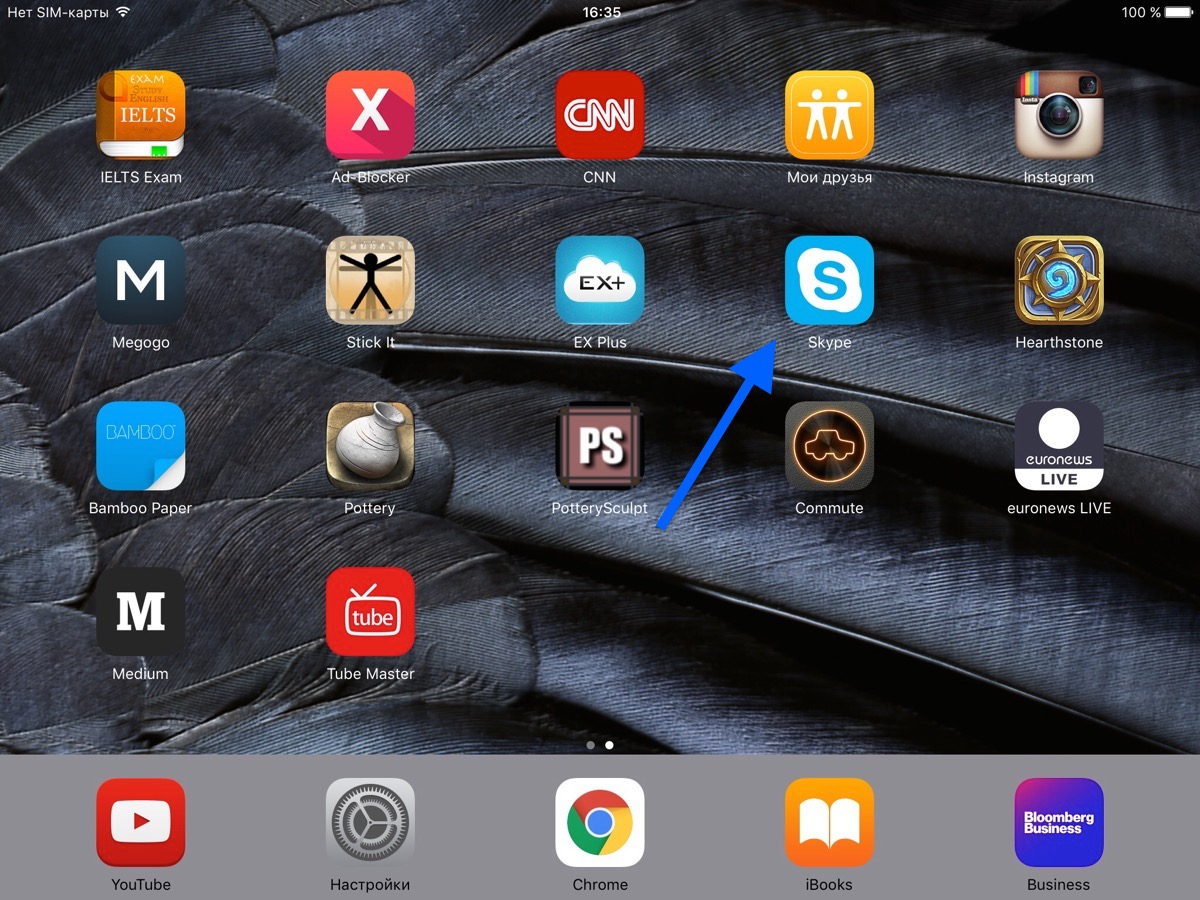 Нет SIM-карты 16:35 100 %
EXAM
STUDY
ENGLISH
IELTS
X
CNN
Insta
IELTS Exam Ad-Blocker CNN Мои друзья Instagram
M
EX+
S
Megogo Stick It EX Plus Skype Hearthstone
BAMBOO
PS
euronews
LIVE
Bamboo Paper Pottery PotterySculpt Commute euronews LIVE
M
tube
Medium Tube Master
Bloomberg
Business
YouTube Настройки Chrome iBooks Business